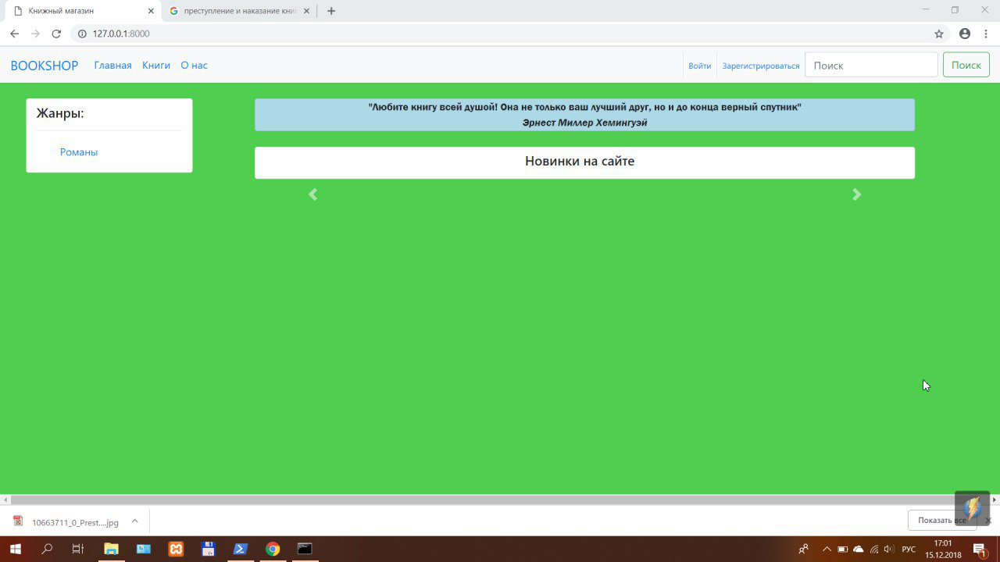 Книжный магазин
преступление и наказание кни
127.0.0.1:8000
BOOKSHOP Главная Книги О нас Войти Зарегистрироваться Поиск Поиск
Жанры:
Романы
"Любите книгу всей душой! Она не только ваш лучший друг, но и до конца верный спутник"
Эрнест Миллер Хемингуэй
Новинки на сайте
10663711_0_Prest....jpg
Показать все
РУС
17:01
15.12.2018
1